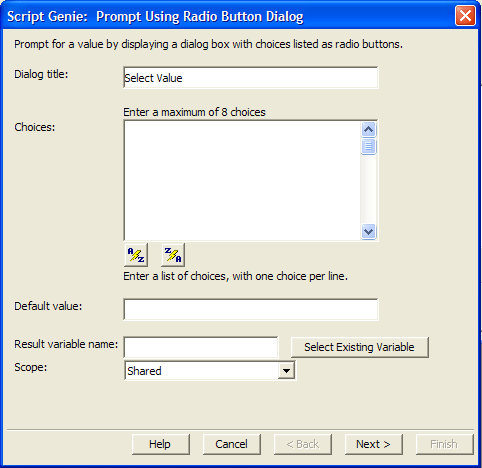 Script Genie:  Prompt Using Radio Button Dialog
Prompt for a value by displaying a dialog box with choices listed as radio buttons.
Dialog title:
Select Value
Enter a maximum of 8 choices
Choices:
A Z
Z A
Enter a list of choices, with one choice per line.
Default value:
Result variable name:
Select Existing Variable
Scope:
Shared
Help
Cancel
< Back
Next >
Finish